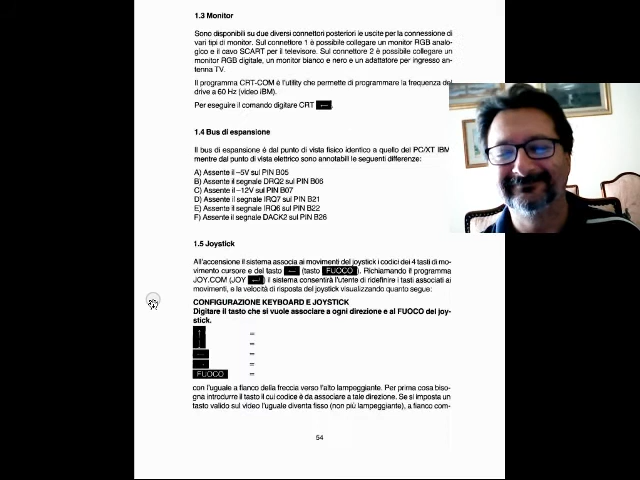 1.3 Monitor
Sono disponibili su due diversi connettori posteriori le uscite per la connessione di
vari tipi di monitor. Sul connettore 1 è possibile collegare un monitor RGB analo-
gico e il cavo SCART per il televisore. Sul connettore 2 è possibile collegare un
monitor RGB digitale, un monitor bianco e nero e un adattatore per ingresso an-
tenna TV.
Il programma CRT-COM è l'utility che permette di programmare la frequenza del
drive a 60 Hz (video IBM).
Per eseguire il comando digitare CRT
1.4 Bus di espansione
Il bus di espansione è dal punto di vista fisico identico a quello del PC/XT IBM
mentre dal punto di vista elettrico sono annotabili le seguenti differenze:
A) Assente il –5V sul PIN B05
B) Assente il segnale DRQ2 sul PIN B06
C) Assente il –12V sul PIN B07
D) Assente il segnale IRQ7 sul PIN B21
E) Assente il segnale IRQ6 sul PIN B22
F) Assente il segnale DACK2 sul PIN B26
1.5 Joystick
All'accensione il sistema associa ai movimenti del joystick i codici dei 4 tasti di mo-
vimento cursore e del tasto (tasto FUOCO ). Richiamando il programma
JOY.COM (JOY ) il sistema consentirà l'utente di ridefinire i tasti associati ai
movimenti, e la velocità di risposta del joystick visualizzando quanto segue:
CONFIGURAZIONE KEYBOARD E JOYSTICK
Digitare il tasto che si vuole associare a ogni direzione e al FUOCO del joy-
stick.
↑ =
=
=
=
FUOCO =
con l'uguale a fianco della freccia verso l'alto lampeggiante. Per prima cosa biso-
gna introdurre il tasto il cui codice è da associare a tale direzione. Se si imposta un
tasto valido sul video l'uguale diventa fisso (non più lampeggiante), a fianco com-
54